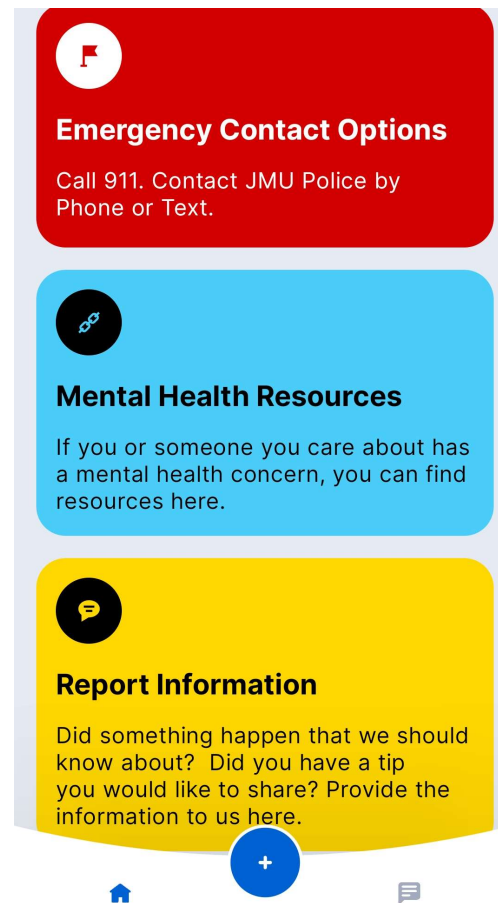 Emergency Contact Options
Call 911. Contact JMU Police by
Phone or Text.
Mental Health Resources
If you or someone you care about has
a mental health concern, you can find
resources here.
Report Information
Did something happen that we should
know about?  Did you have a tip
you would like to share? Provide the
information to us here.